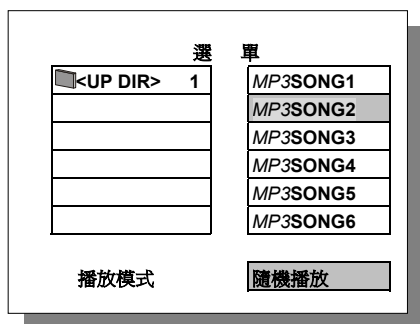 選 單
<UP DIR> 1
MP3SONG1
MP3SONG2
MP3SONG3
MP3SONG4
MP3SONG5
MP3SONG6
播放模式
隨機播放